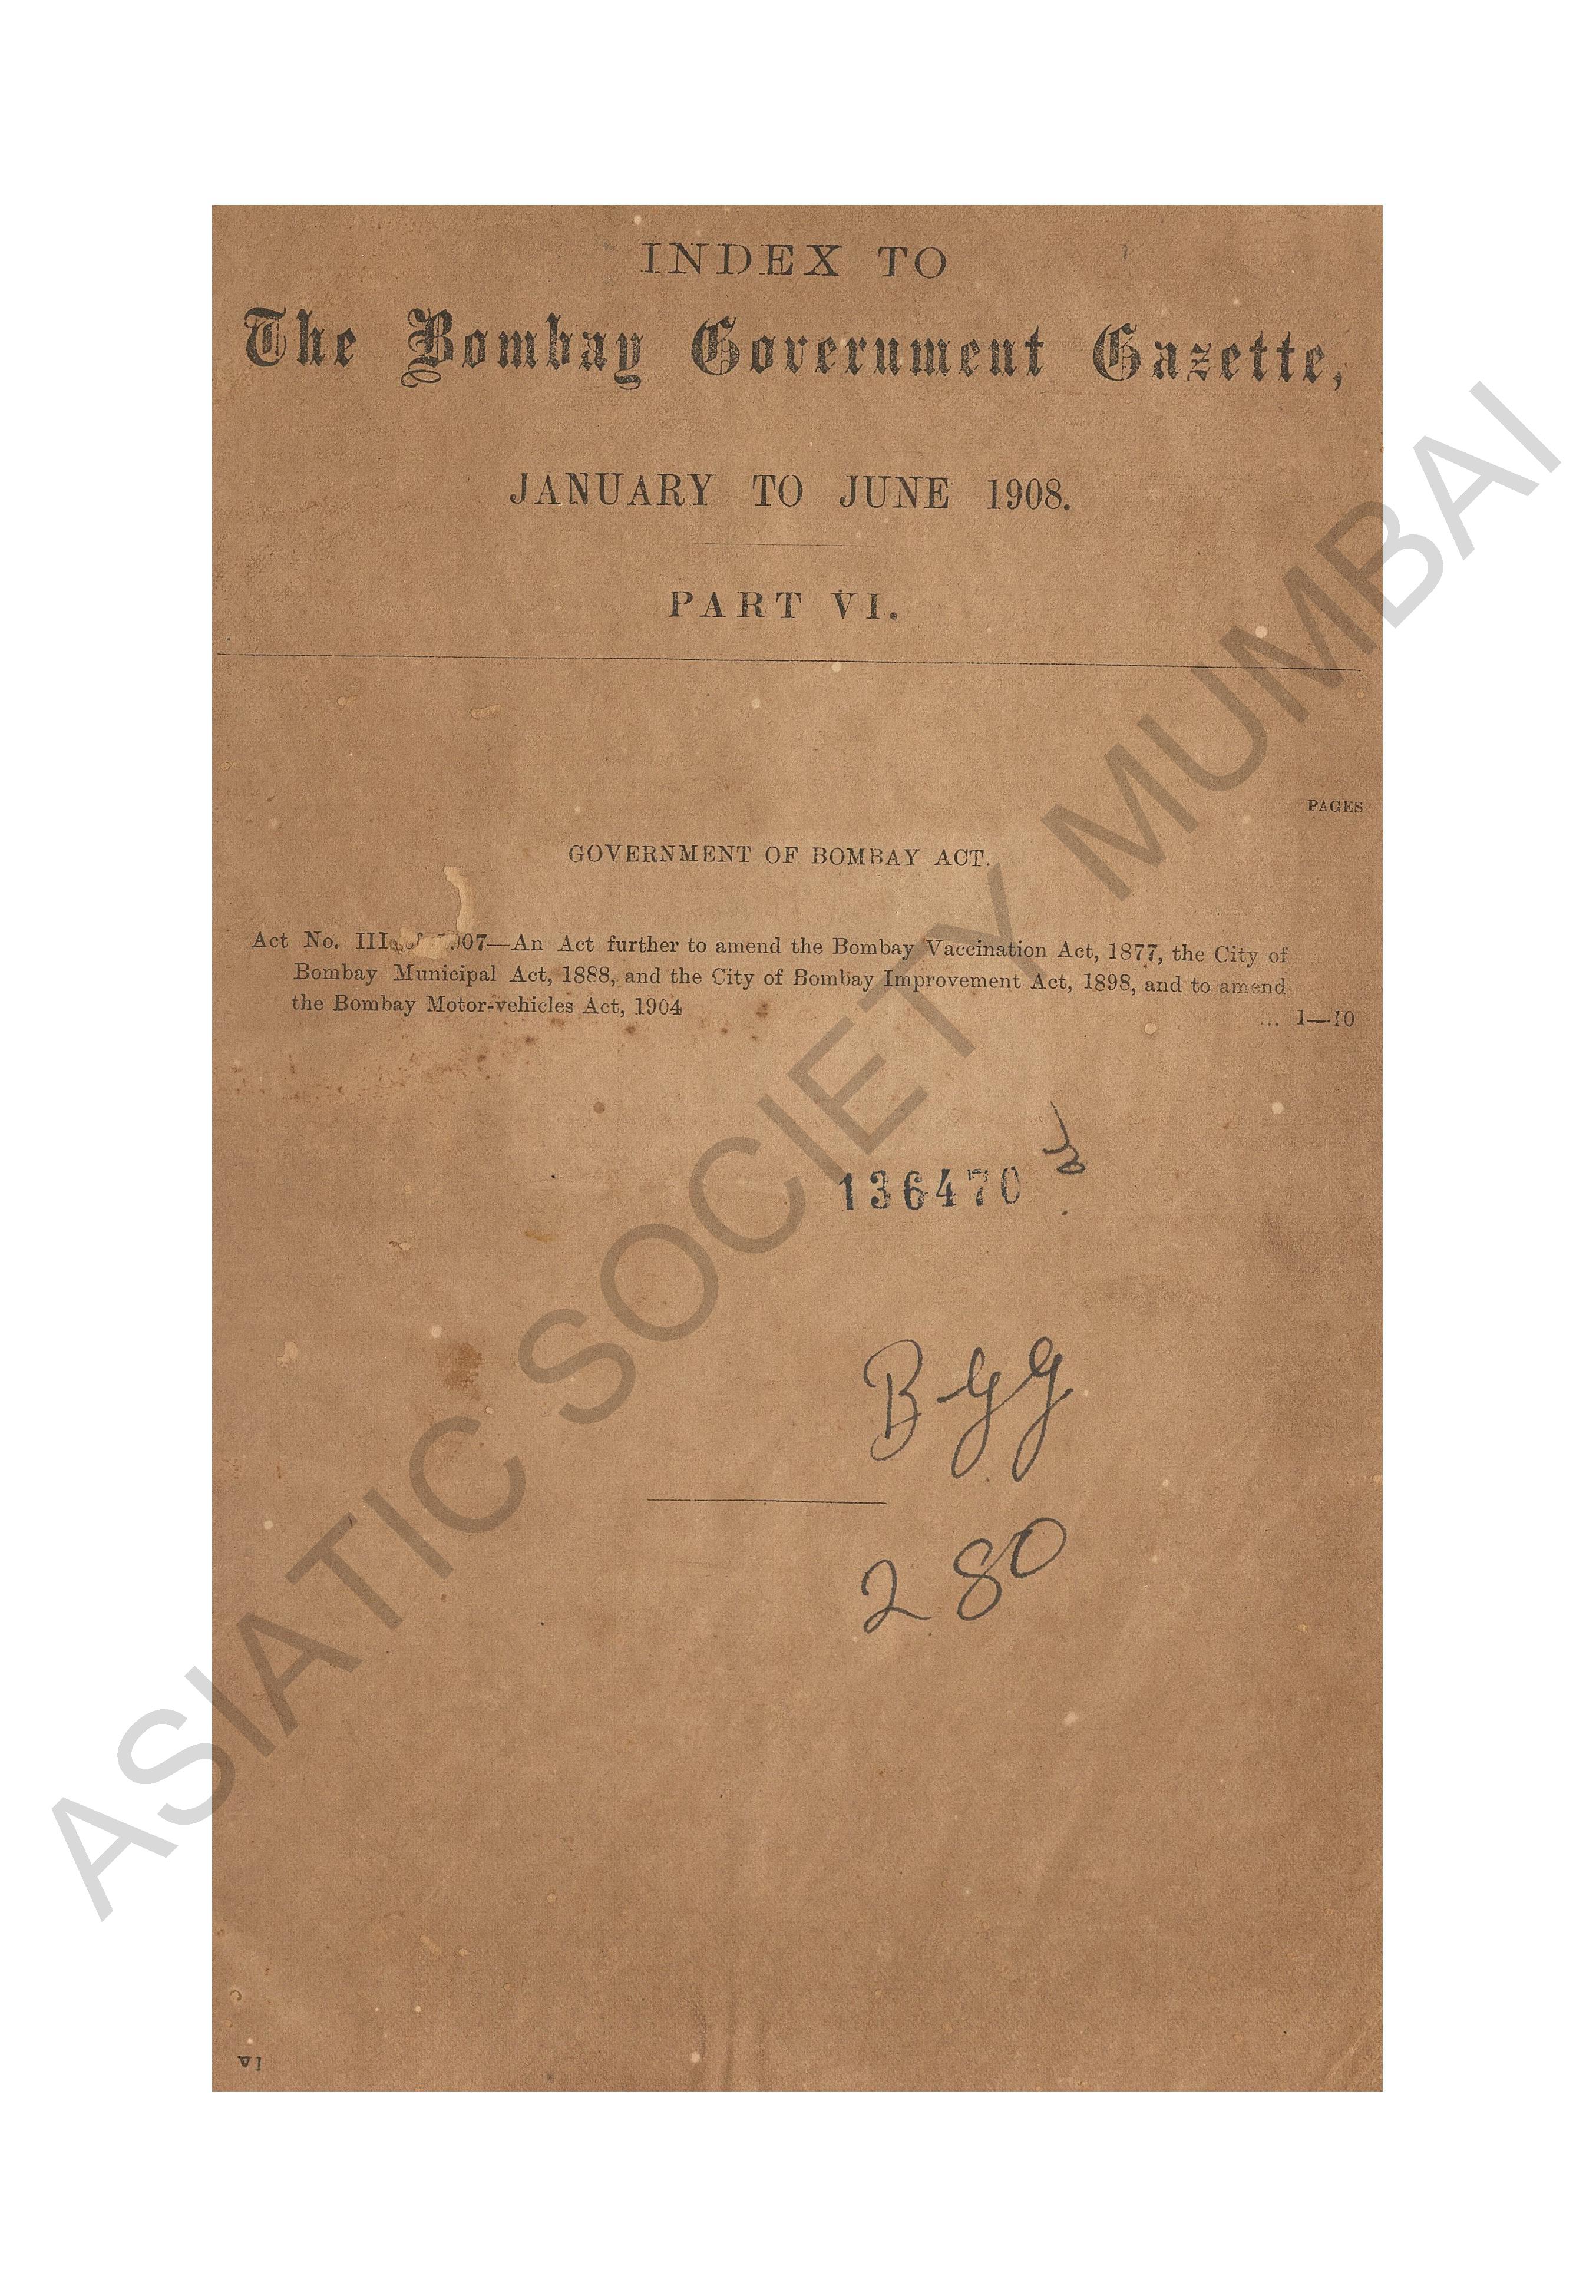 INDEX TO
The Bombay Government Gazette,
JANUARY TO JUNE 1908.
PART VI.
PAGES
GOVERNMENT OF BOMBAY ACT.
Act No. III of 1907—An Act further to amend the Bombay Vaccination Act, 1877, the City of
Bombay Municipal Act, 1888, and the City of Bombay Improvement Act, 1898, and to amend
the Bombay Motor-vehicles Act, 1904 ... 1—10
136470
BGG
280
VI
ASIATIC SOCIETY MUMBAI